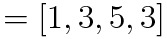 = [1, 3, 5, 3]